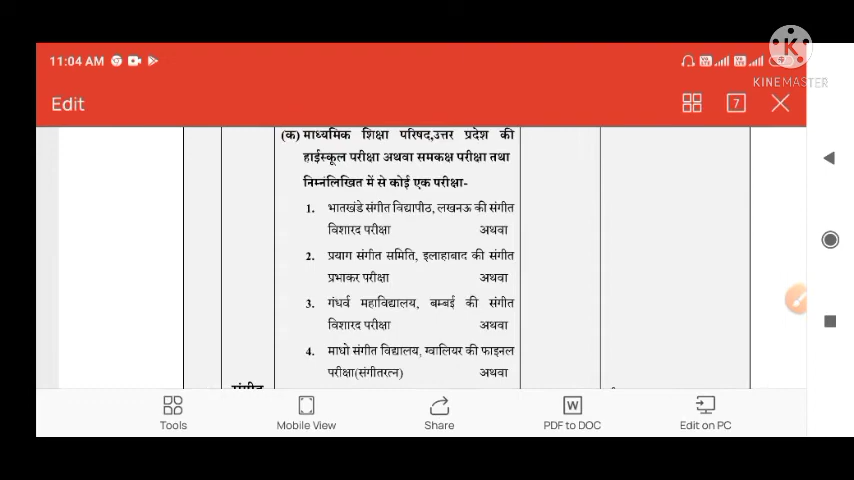 11:04 AM
K
KINEMASTER
Edit
7
(क) माध्यमिक शिक्षा परिषद,उत्तर प्रदेश की
हाईस्कूल परीक्षा अथवा समकक्ष परीक्षा तथा
निम्नंलिखित में से कोई एक परीक्षा-
1. भातखंडे संगीत विद्यापीठ, लखनऊ की संगीत
विशारद परीक्षा अथवा
2. प्रयाग संगीत समिति, इलाहाबाद की संगीत
प्रभाकर परीक्षा अथवा
3. गंधर्व महाविद्यालय, बम्बई की संगीत
विशारद परीक्षा अथवा
4. माधो संगीत विद्यालय, ग्वालियर की फाइनल
परीक्षा(संगीतरत्न) अथवा
W
Tools
Mobile View
Share
PDF to DOC
Edit on PC